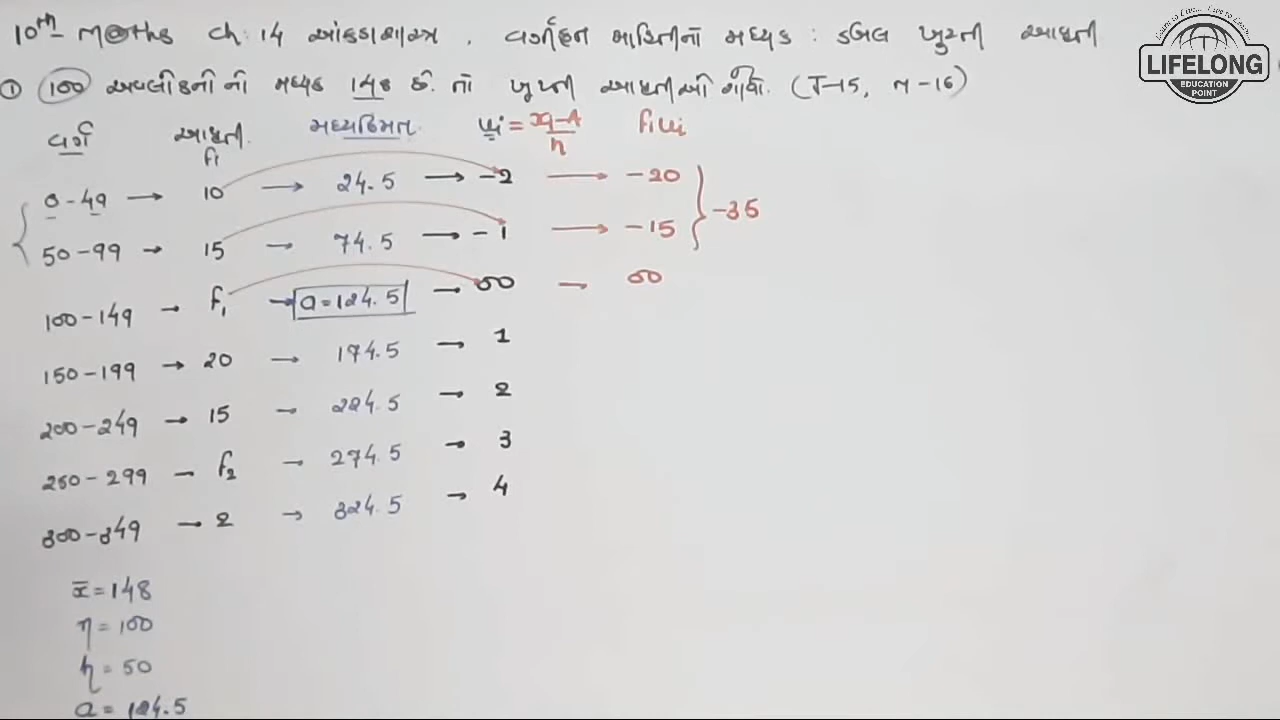 10th Maths Ch: 14 આંકડાશાસ્ત્ર . વર્ગીકૃત માહિતીનો મધ્યક : ડબલ ખુટતી આવૃત્તી
① 100 અવલોકનોનો મધ્યક 148 છે. તો ખુટતી આવૃત્તીઓ શોધો. (J-15, M-16)
વર્ગ આવૃત્તી fi મધ્યકિંમત ui = xi-A/h fiui
0-49 → 10 → 24.5 → -2 → -20
50-99 → 15 → 74.5 → -1 → -15 } -35
100-149 → f1 → a=124.5 → 00 → 00
150-199 → 20 → 174.5 → 1
200-249 → 15 → 224.5 → 2
250-299 → f2 → 274.5 → 3
300-349 → 2 → 324.5 → 4
x̄ = 148
n = 100
h = 50
a = 124.5
LIFELONG
EDUCATION
POINT